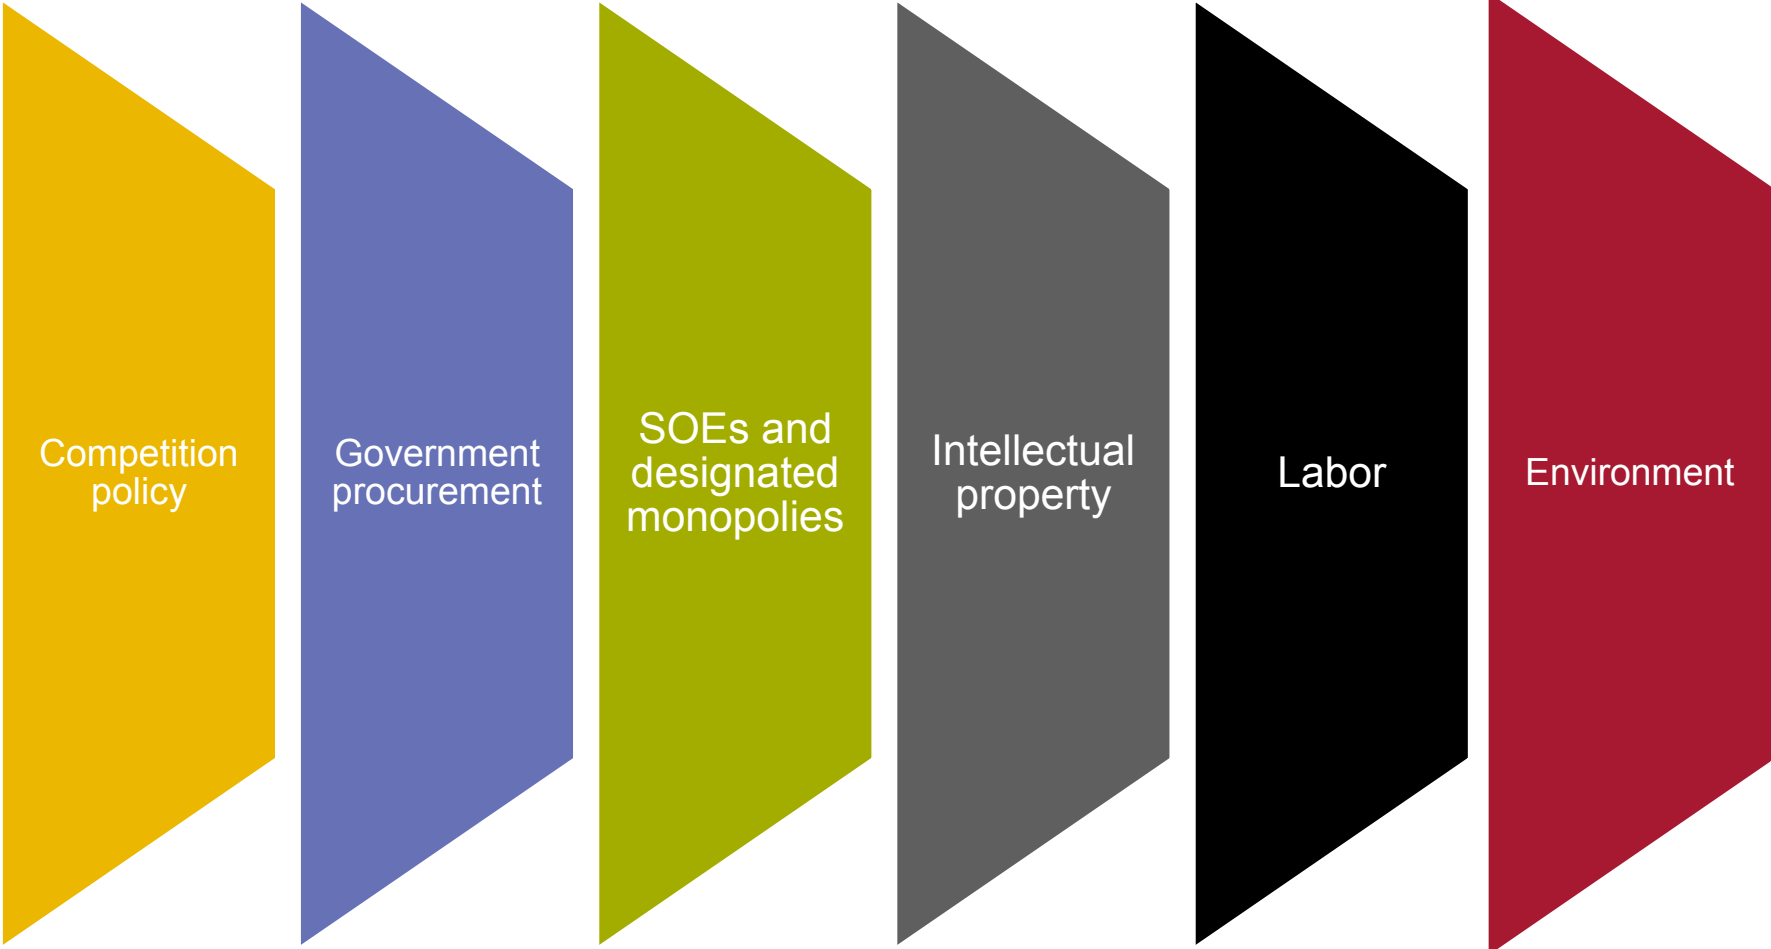 Competition
policy
Government
procurement
SOEs and
designated
monopolies
Intellectual
property
Labor
Environment